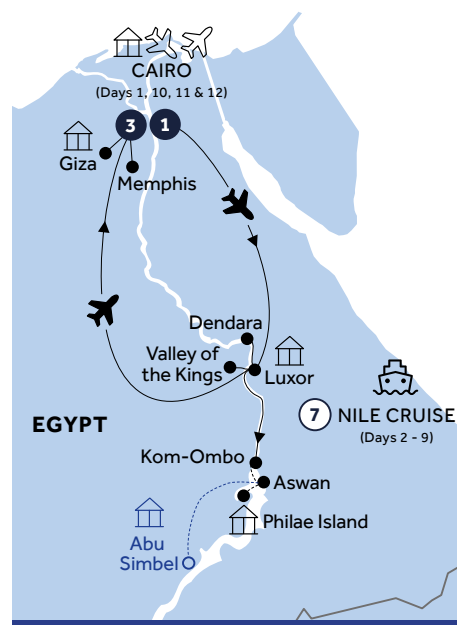 CAIRO
(Days 1, 10, 11 & 12)
3
1
Giza
Memphis
Dendara
Valley of
the Kings
Luxor
7
NILE CRUISE
(Days 2 - 9)
EGYPT
Kom-Ombo
Aswan
Philae Island
Abu
Simbel